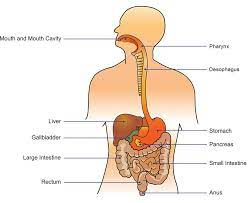 Mouth and Mouth Cavity
Pharynx
Oesophagus
Liver
Stomach
Gallbladder
Pancreas
Large Intestine
Small Intestine
Rectum
Anus